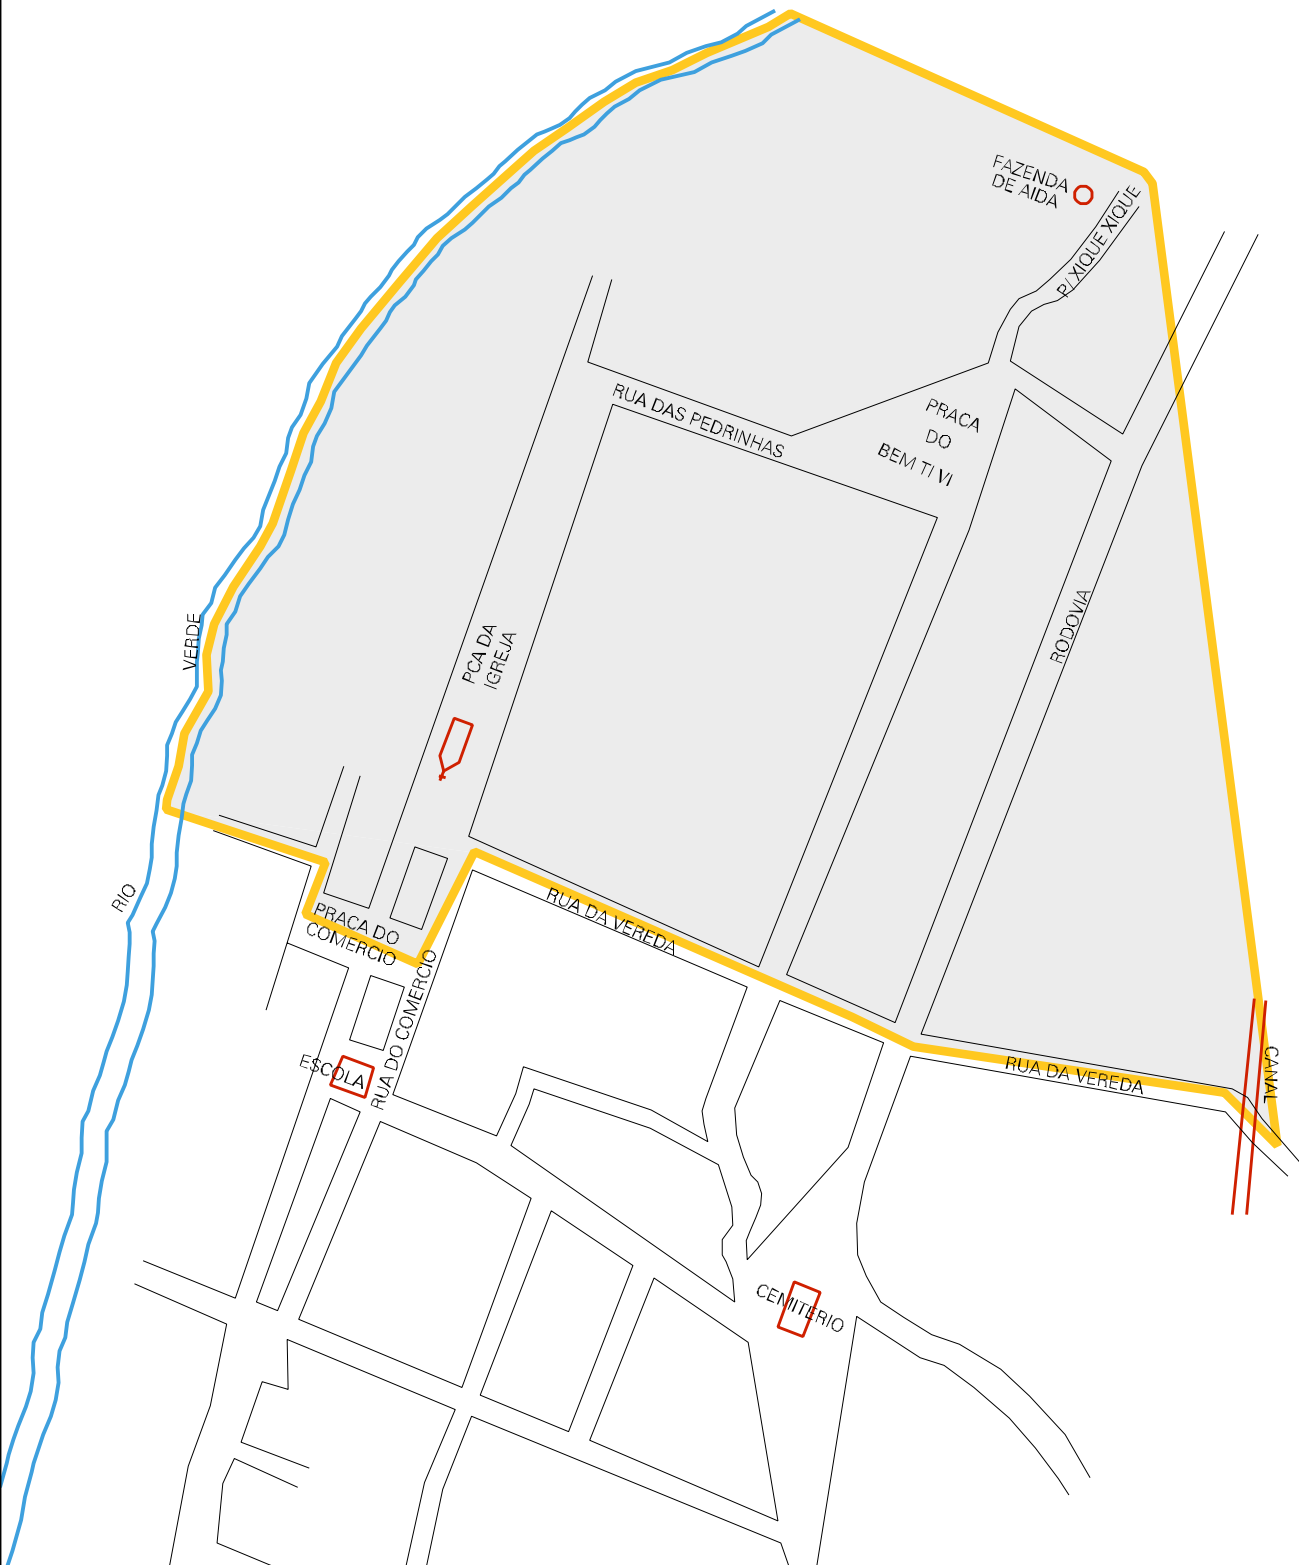 FAZENDA
DE AIDA
P/ XIQUE XIQUE
RUA DAS PEDRINHAS
PRACA
DO
BEM TI VI
RODOVIA
VERDE
PCA DA
IGREJA
RIO
PRACA DO
COMERCIO
RUA DA VEREDA
RUA DO COMERCIO
ESCOLA
RUA DA VEREDA
CANAL
CEMITERIO